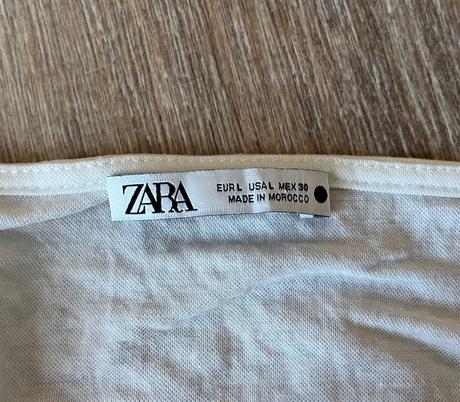 ZARA
EUR L USA L MEX 30
MADE IN MOROCCO